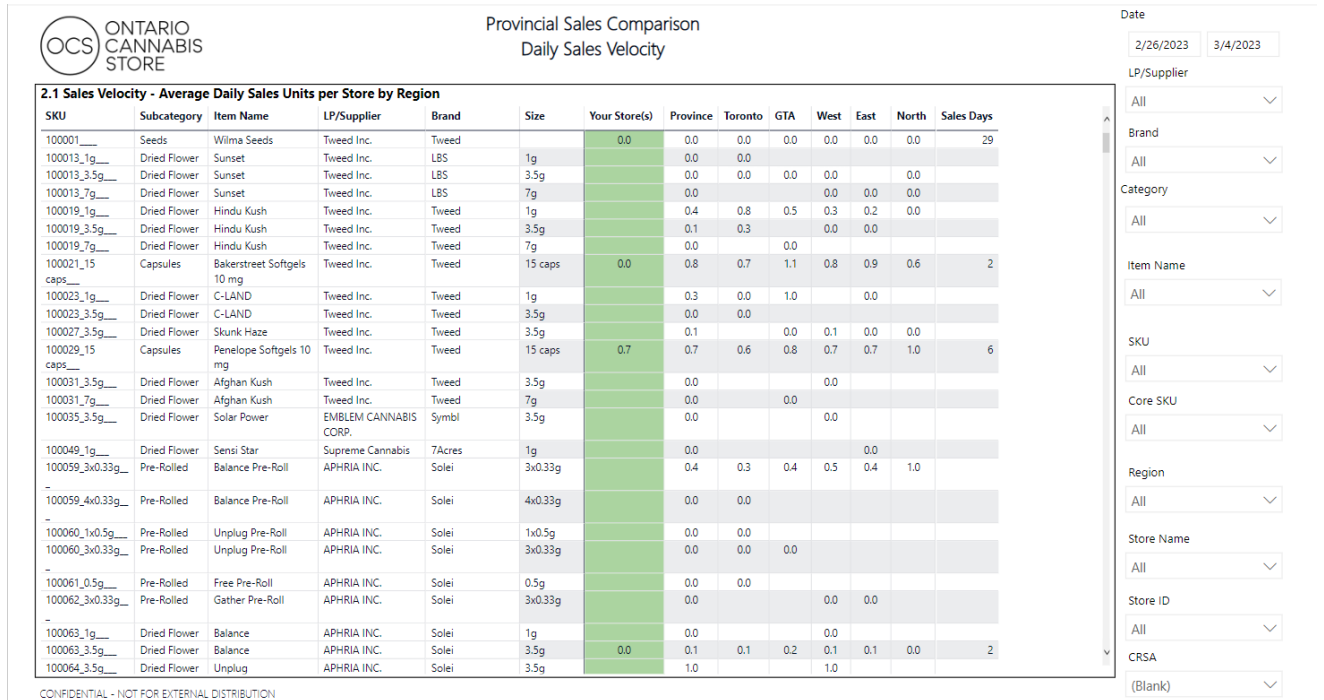 OCS
ONTARIO
CANNABIS
STORE
Provincial Sales Comparison
Daily Sales Velocity
2.1 Sales Velocity - Average Daily Sales Units per Store by Region
SKU Subcategory Item Name LP/Supplier Brand Size Your Store(s) Province Toronto GTA West East North Sales Days
100001____ Seeds Wilma Seeds Tweed Inc. Tweed 0.0 0.0 0.0 0.0 0.0 0.0 0.0 29
100013_1g___ Dried Flower Sunset Tweed Inc. LBS 1g 0.0 0.0
100013_3.5g___ Dried Flower Sunset Tweed Inc. LBS 3.5g 0.0 0.0 0.0 0.0 0.0
100013_7g___ Dried Flower Sunset Tweed Inc. LBS 7g 0.0 0.0 0.0 0.0
100019_1g___ Dried Flower Hindu Kush Tweed Inc. Tweed 1g 0.4 0.8 0.5 0.3 0.2 0.0
100019_3.5g___ Dried Flower Hindu Kush Tweed Inc. Tweed 3.5g 0.1 0.3 0.0 0.0
100019_7g___ Dried Flower Hindu Kush Tweed Inc. Tweed 7g 0.0 0.0
100021_15 Capsules Bakerstreet Softgels Tweed Inc. Tweed 15 caps 0.0 0.8 0.7 1.1 0.8 0.9 0.6 2
caps___ 10 mg
100023_1g___ Dried Flower C-LAND Tweed Inc. Tweed 1g 0.3 0.0 1.0 0.0
100023_3.5g___ Dried Flower C-LAND Tweed Inc. Tweed 3.5g 0.0 0.0
100027_3.5g___ Dried Flower Skunk Haze Tweed Inc. Tweed 3.5g 0.1 0.0 0.1 0.0 0.0
100029_15 Capsules Penelope Softgels 10 Tweed Inc. Tweed 15 caps 0.7 0.7 0.6 0.8 0.7 0.7 1.0 6
caps___ mg
100031_3.5g___ Dried Flower Afghan Kush Tweed Inc. Tweed 3.5g 0.0 0.0
100031_7g___ Dried Flower Afghan Kush Tweed Inc. Tweed 7g 0.0 0.0
100035_3.5g___ Dried Flower Solar Power EMBLEM CANNABIS Symbl 3.5g 0.0 0.0
CORP.
100049_1g___ Dried Flower Sensi Star Supreme Cannabis 7Acres 1g 0.0 0.0
100059_3x0.33g__ Pre-Rolled Balance Pre-Roll APHRIA INC. Solei 3x0.33g 0.4 0.3 0.4 0.5 0.4 1.0
_
100059_4x0.33g__ Pre-Rolled Balance Pre-Roll APHRIA INC. Solei 4x0.33g 0.0 0.0
_
100060_1x0.5g___ Pre-Rolled Unplug Pre-Roll APHRIA INC. Solei 1x0.5g 0.0 0.0
100060_3x0.33g__ Pre-Rolled Unplug Pre-Roll APHRIA INC. Solei 3x0.33g 0.0 0.0 0.0
_
100061_0.5g___ Pre-Rolled Free Pre-Roll APHRIA INC. Solei 0.5g 0.0 0.0
100062_3x0.33g__ Pre-Rolled Gather Pre-Roll APHRIA INC. Solei 3x0.33g 0.0 0.0 0.0
_
100063_1g___ Dried Flower Balance APHRIA INC. Solei 1g 0.0 0.0
100063_3.5g___ Dried Flower Balance APHRIA INC. Solei 3.5g 0.0 0.1 0.1 0.2 0.1 0.1 0.0 2
100064_3.5g___ Dried Flower Unplug APHRIA INC. Solei 3.5g 1.0 1.0
CONFIDENTIAL - NOT FOR EXTERNAL DISTRIBUTION
Date
2/26/2023 3/4/2023
LP/Supplier
All
Brand
All
Category
All
Item Name
All
SKU
All
Core SKU
All
Region
All
Store Name
All
Store ID
All
CRSA
(Blank)